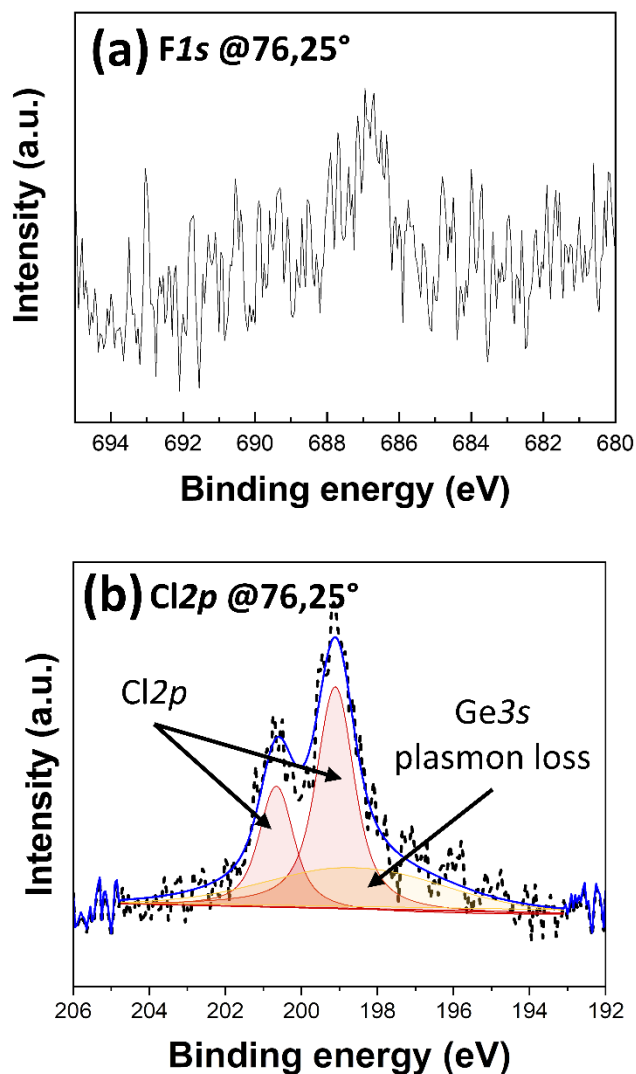 (a) F1s @76,25°
Intensity (a.u.)
694 692 690 688 686 684 682 680
Binding energy (eV)
(b) Cl2p @76,25°
Cl2p
Ge3s
plasmon loss
Intensity (a.u.)
206 204 202 200 198 196 194 192
Binding energy (eV)